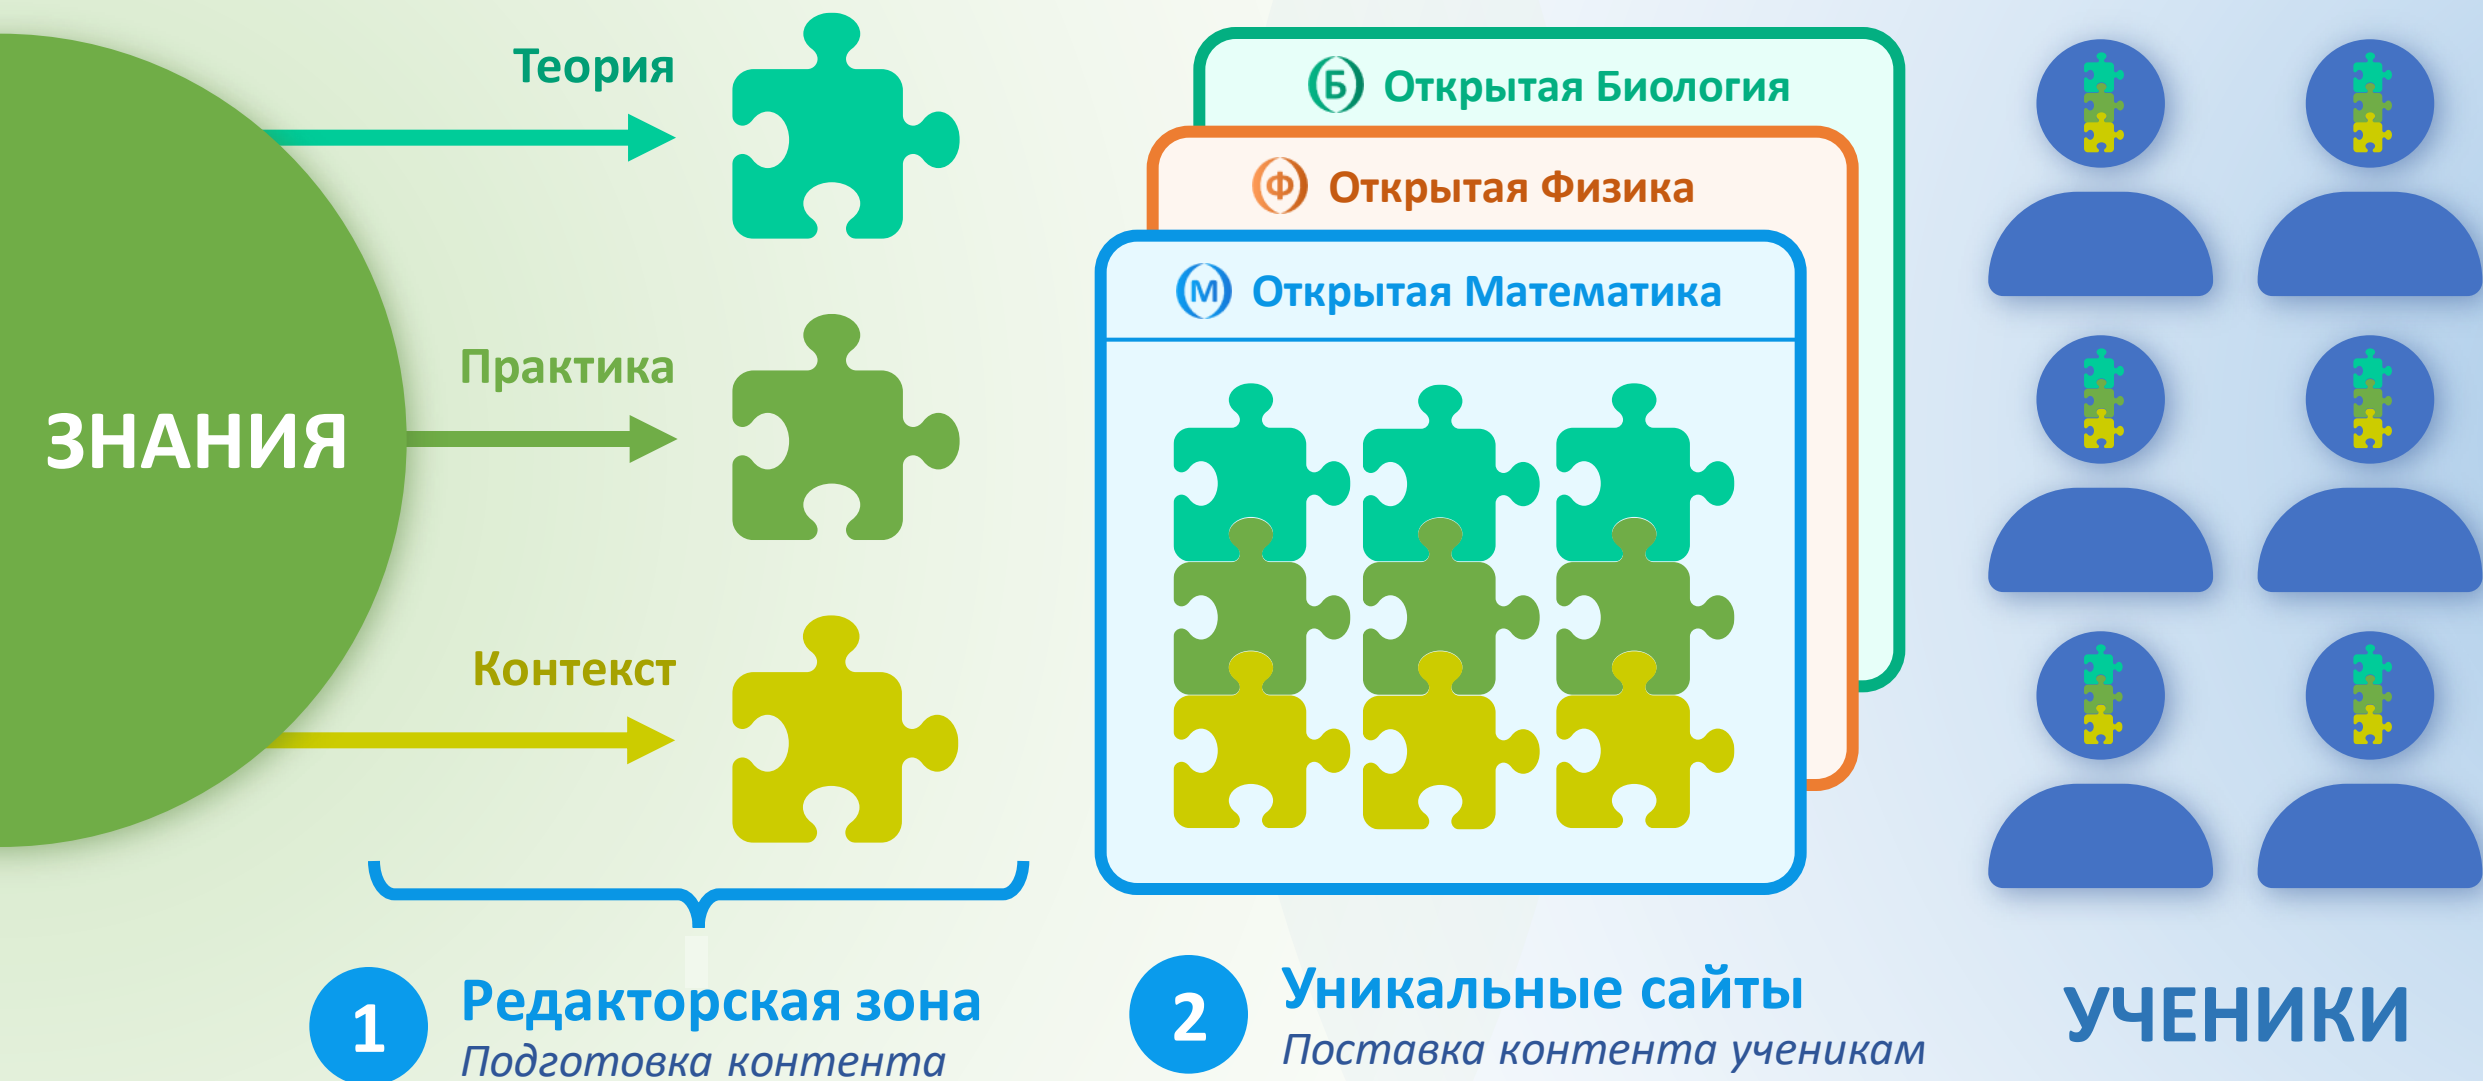 ЗНАНИЯ
Теория
Практика
Контекст
1
Редакторская зона
Подготовка контента
Б Открытая Биология
Ф Открытая Физика
М Открытая Математика
2
Уникальные сайты
Поставка контента ученикам
УЧЕНИКИ